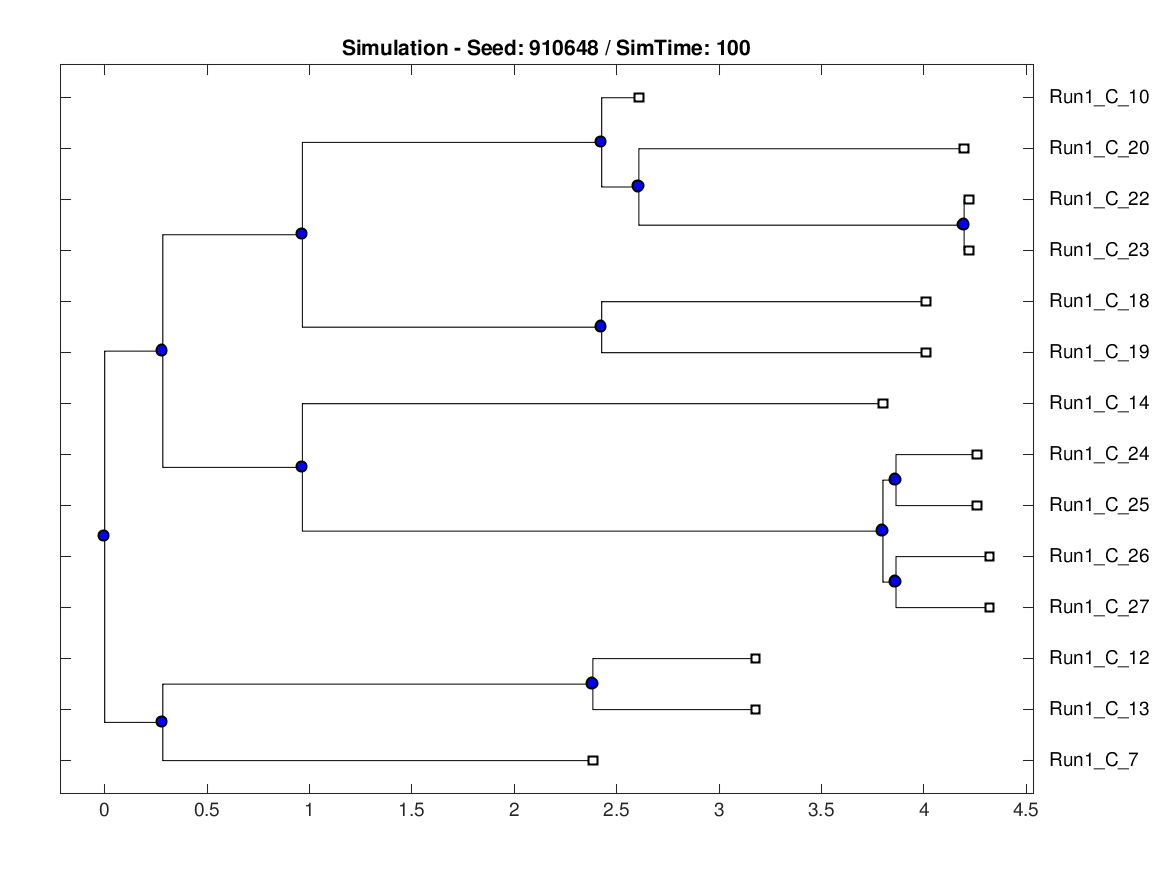 Simulation - Seed: 910648 / SimTime: 100
Run1_C_10
Run1_C_20
Run1_C_22
Run1_C_23
Run1_C_18
Run1_C_19
Run1_C_14
Run1_C_24
Run1_C_25
Run1_C_26
Run1_C_27
Run1_C_12
Run1_C_13
Run1_C_7
0 0.5 1 1.5 2 2.5 3 3.5 4 4.5